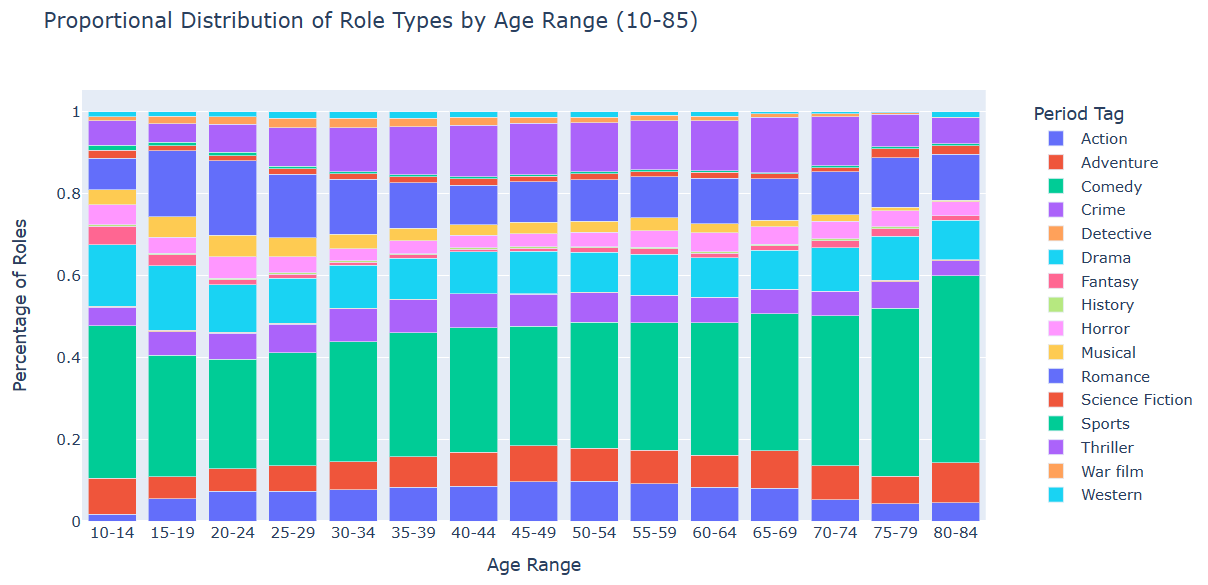 Proportional Distribution of Role Types by Age Range (10-85)
Period Tag
Action
Adventure
Comedy
Crime
Detective
Drama
Fantasy
History
Horror
Musical
Romance
Science Fiction
Sports
Thriller
War film
Western
Percentage of Roles
1
0.8
0.6
0.4
0.2
0
10-14 15-19 20-24 25-29 30-34 35-39 40-44 45-49 50-54 55-59 60-64 65-69 70-74 75-79 80-84
Age Range